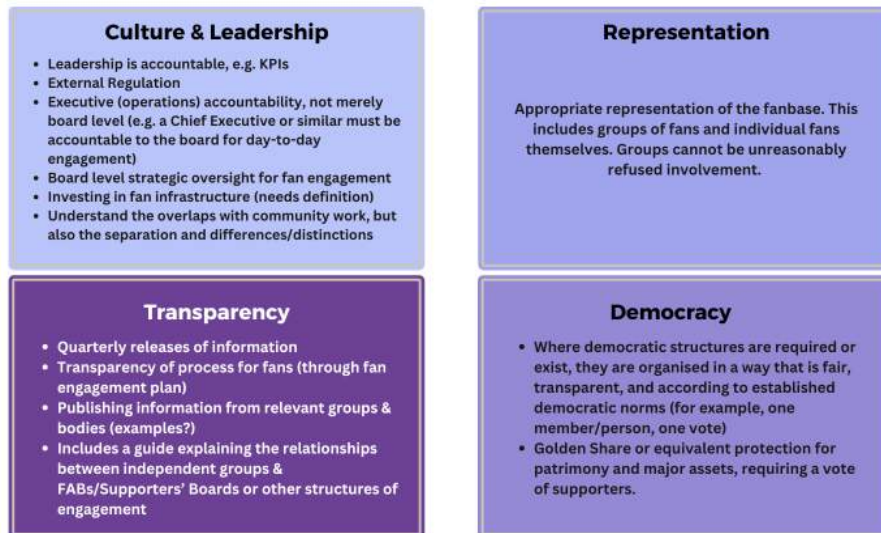 Culture & Leadership
• Leadership is accountable, e.g. KPIs
• External Regulation
• Executive (operations) accountability, not merely
board level (e.g. a Chief Executive or similar must be
accountable to the board for day-to-day
engagement)
• Board level strategic oversight for fan engagement
• Investing in fan infrastructure (needs definition)
• Understand the overlaps with community work, but
also the separation and differences/distinctions
Representation
Appropriate representation of the fanbase. This
includes groups of fans and individual fans
themselves. Groups cannot be unreasonably
refused involvement.
Transparency
• Quarterly releases of information
• Transparency of process for fans (through fan
engagement plan)
• Publishing information from relevant groups &
bodies (examples?)
• Includes a guide explaining the relationships
between independent groups &
FABs/Supporters’ Boards or other structures of
engagement
Democracy
• Where democratic structures are required or
exist, they are organised in a way that is fair,
transparent, and according to established
democratic norms (for example, one
member/person, one vote)
• Golden Share or equivalent protection for
patrimony and major assets, requiring a vote
of supporters.